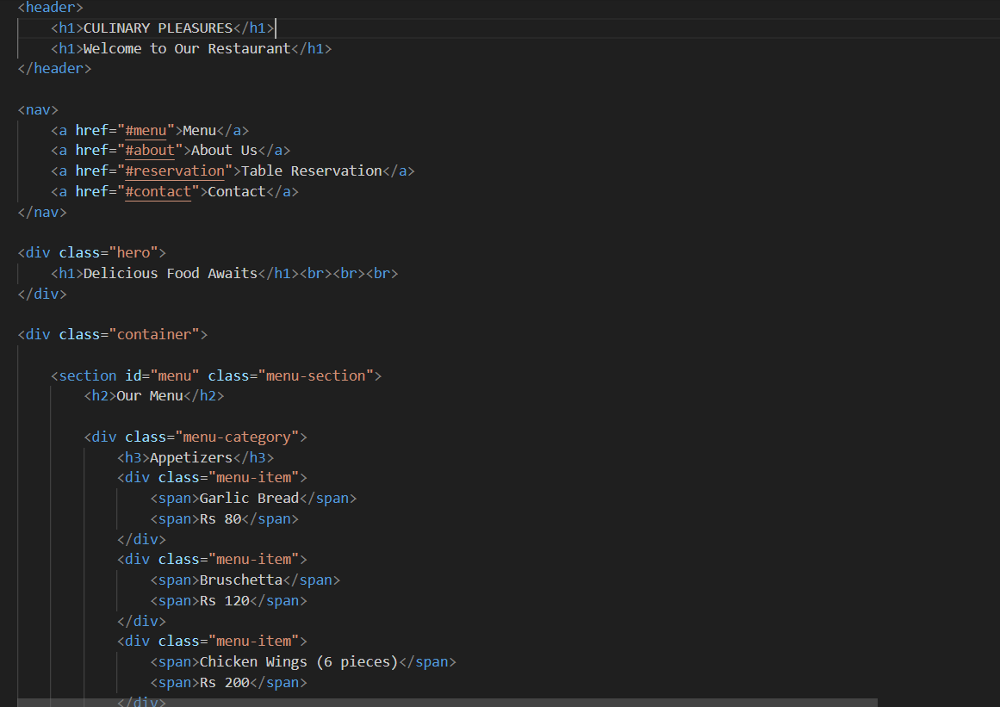 <header>
    <h1>CULINARY PLEASURES</h1>
    <h1>Welcome to Our Restaurant</h1>
</header>
<nav>
    <a href="#menu">Menu</a>
    <a href="#about">About Us</a>
    <a href="#reservation">Table Reservation</a>
    <a href="#contact">Contact</a>
</nav>
<div class="hero">
    <h1>Delicious Food Awaits</h1><br><br><br>
</div>
<div class="container">
    <section id="menu" class="menu-section">
        <h2>Our Menu</h2>
        <div class="menu-category">
            <h3>Appetizers</h3>
            <div class="menu-item">
                <span>Garlic Bread</span>
                <span>Rs 80</span>
            </div>
            <div class="menu-item">
                <span>Bruschetta</span>
                <span>Rs 120</span>
            </div>
            <div class="menu-item">
                <span>Chicken Wings (6 pieces)</span>
                <span>Rs 200</span>
            </div>